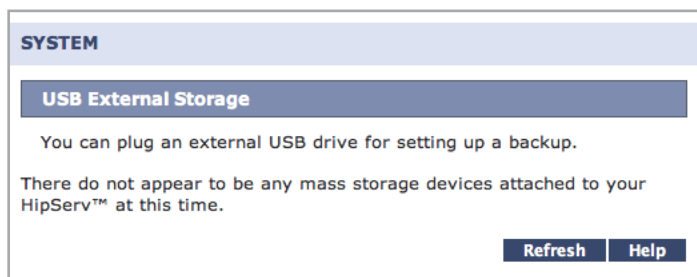 SYSTEM
USB External Storage
You can plug an external USB drive for setting up a backup.
There do not appear to be any mass storage devices attached to your
HipServ™ at this time.
Refresh Help